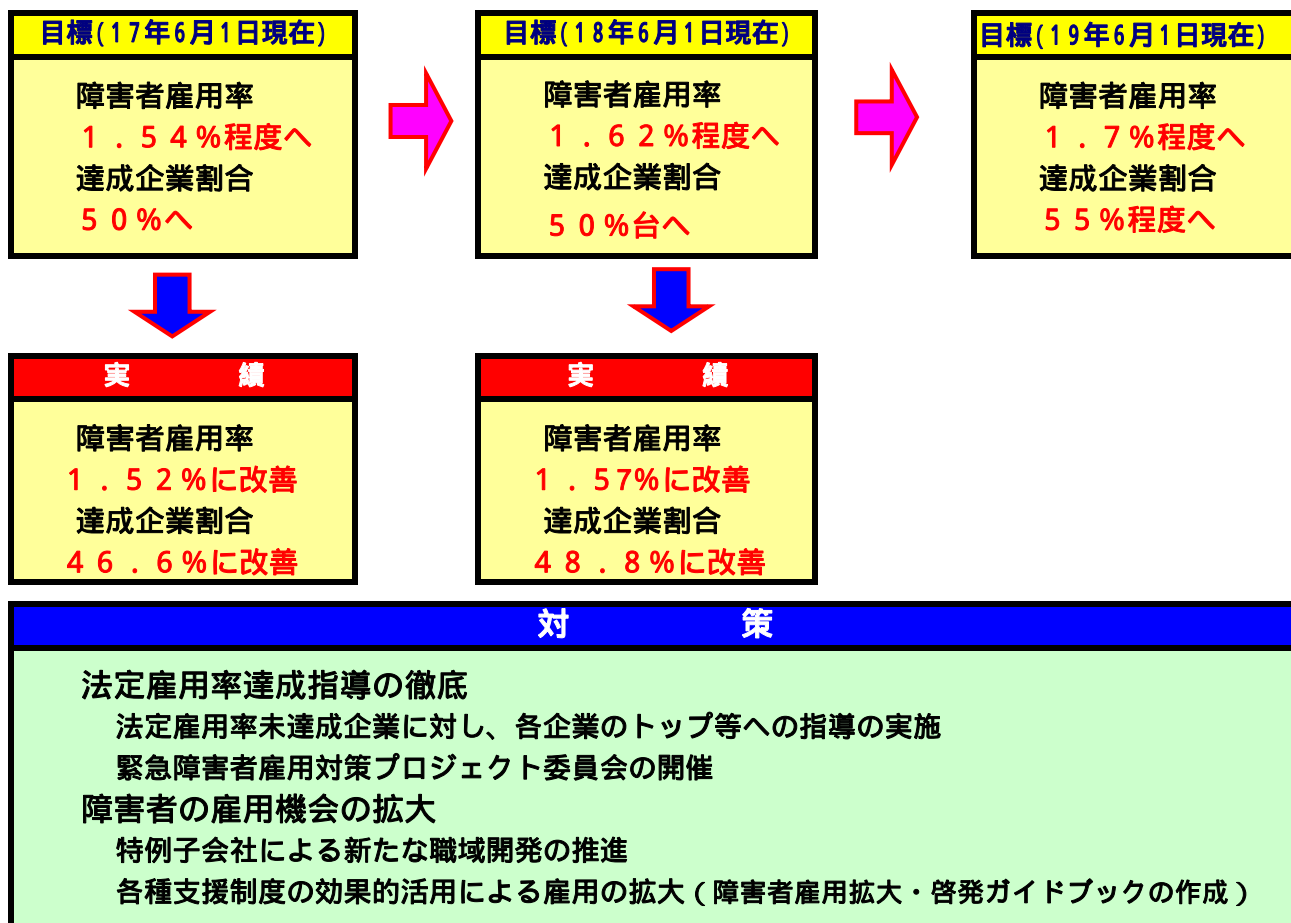 目標(17年6月1日現在)
障害者雇用率
1．54%程度へ
達成企業割合
50%へ
目標(18年6月1日現在)
障害者雇用率
1．62%程度へ
達成企業割合
50%台へ
目標(19年6月1日現在)
障害者雇用率
1．7%程度へ
達成企業割合
55%程度へ
実　　績
障害者雇用率
1．52%に改善
達成企業割合
46．6%に改善
実　　績
障害者雇用率
1．57%に改善
達成企業割合
48．8%に改善
対　　策
法定雇用率達成指導の徹底
法定雇用率未達成企業に対し、各企業のトップ等への指導の実施
緊急障害者雇用対策プロジェクト委員会の開催
障害者の雇用機会の拡大
特例子会社による新たな職域開発の推進
各種支援制度の効果的活用による雇用の拡大（障害者雇用拡大・啓発ガイドブックの作成）